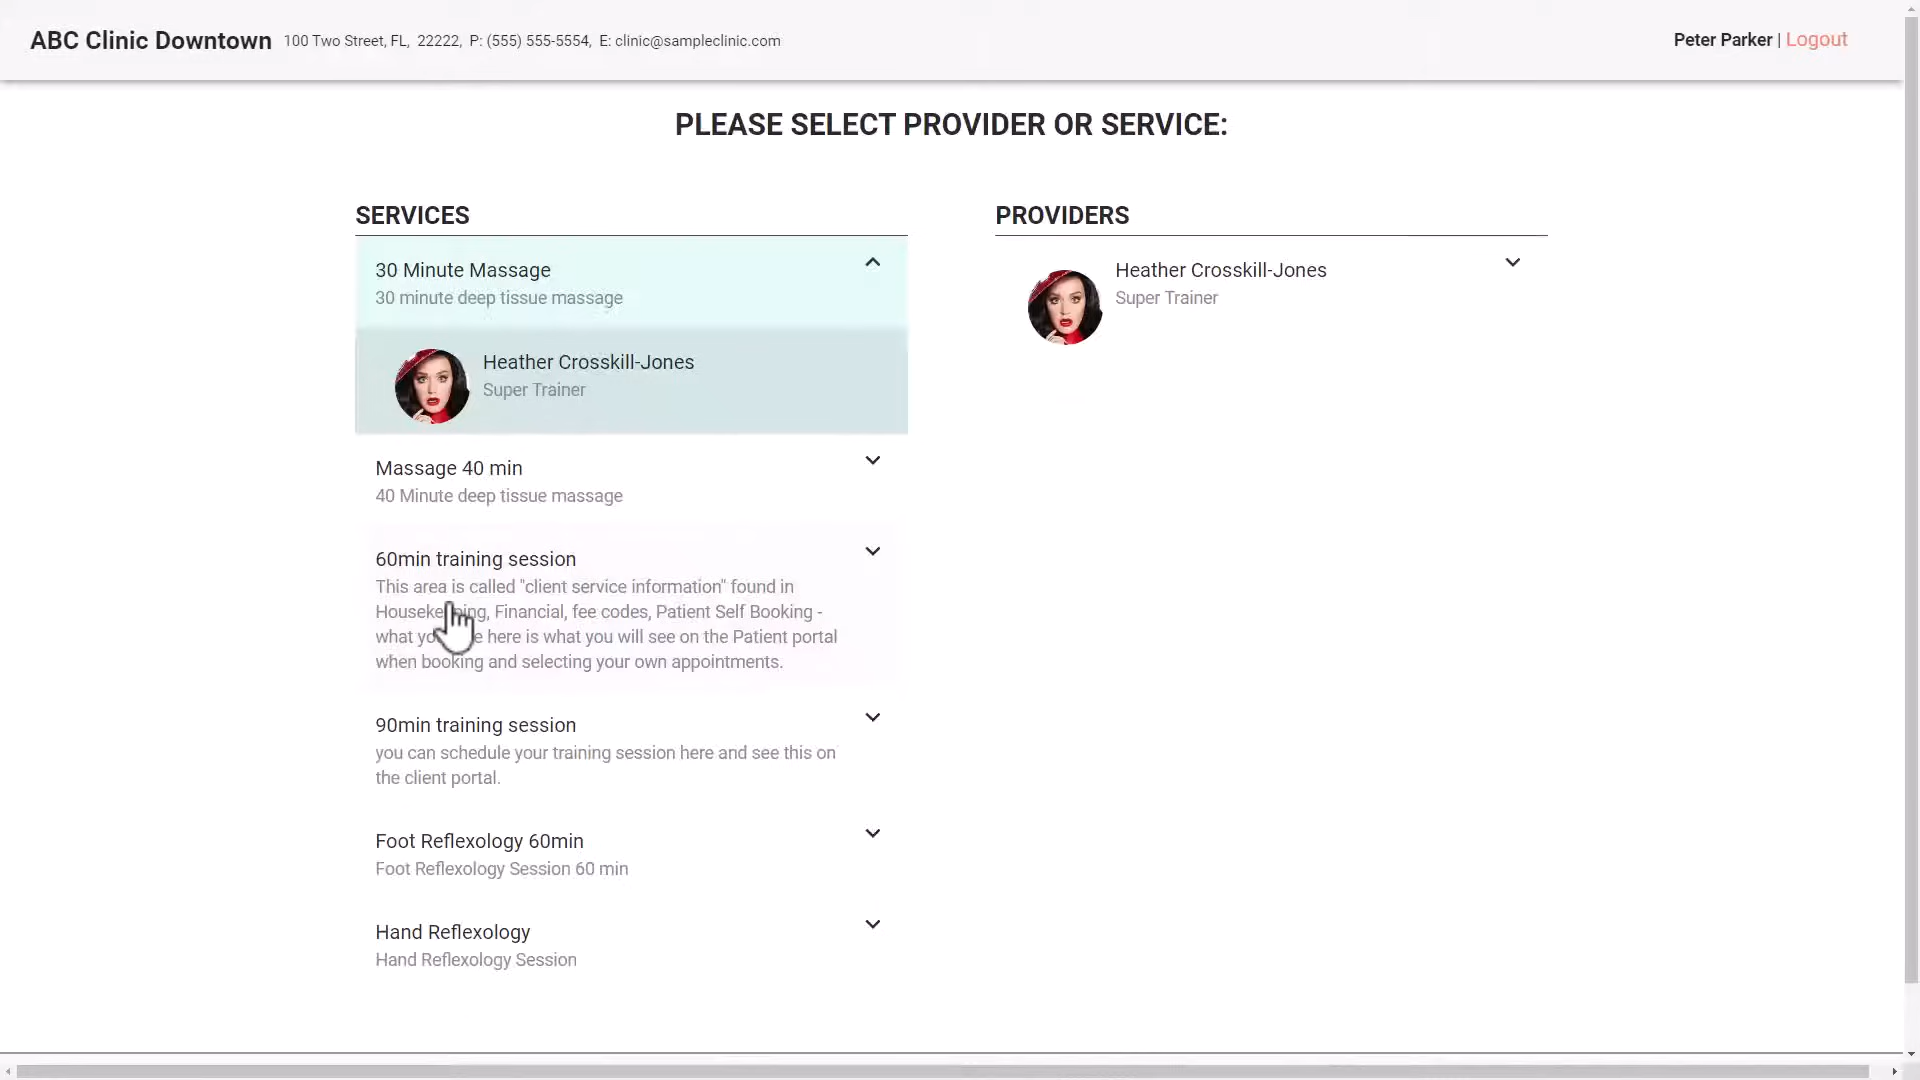 ABC Clinic Downtown 100 Two Street, FL, 22222, P: (555) 555-5554, E: clinic@sampleclinic.com
Peter Parker | Logout
PLEASE SELECT PROVIDER OR SERVICE:
SERVICES
30 Minute Massage
30 minute deep tissue massage
Heather Crosskill-Jones
Super Trainer
Massage 40 min
40 Minute deep tissue massage
60min training session
This area is called "client service information" found in
Financial, fee codes, Patient Self Booking -
what here is what you will see on the Patient portal
when booking and selecting your own appointments.
90min training session
you can schedule your training session here and see this on
the client portal.
Foot Reflexology 60min
Foot Reflexology Session 60 min
Hand Reflexology
Hand Reflexology Session
PROVIDERS
Heather Crosskill-Jones
Super Trainer